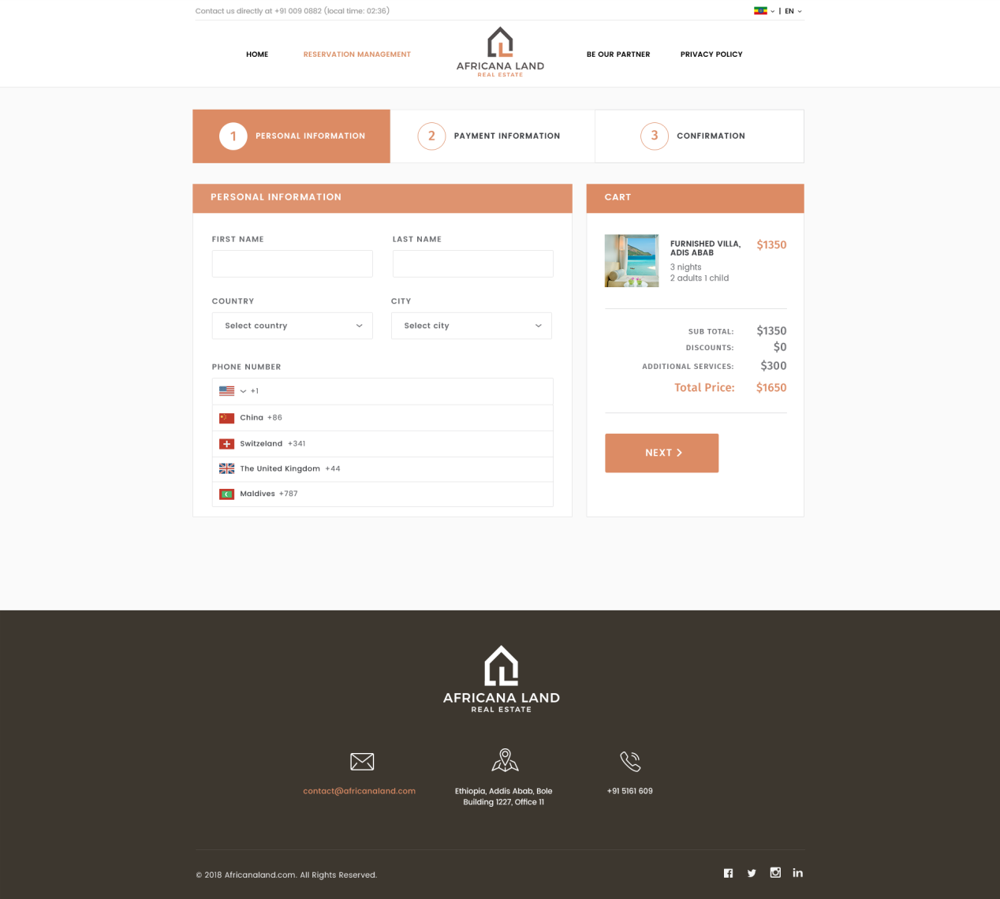 Contact us directly at +91 009 0882 (local time: 02:36)
| EN
HOME
RESERVATION MANAGEMENT
AFRICANA LAND
REAL ESTATE
BE OUR PARTNER
PRIVACY POLICY
1 PERSONAL INFORMATION
2 PAYMENT INFORMATION
3 CONFIRMATION
PERSONAL INFORMATION
FIRST NAME
LAST NAME
COUNTRY
CITY
Select country
Select city
PHONE NUMBER
+1
China +86
Switzeland +341
The United Kingdom +44
Maldives +787
CART
FURNISHED VILLA,
ADIS ABAB
$1350
3 nights
2 adults 1 child
SUB TOTAL: $1350
DISCOUNTS: $0
ADDITIONAL SERVICES: $300
Total Price: $1650
NEXT
AFRICANA LAND
REAL ESTATE
contact@africanaland.com
Ethiopia, Addis Abab, Bole
Building 1227, Office 11
+91 5161 609
© 2018 Africanaland.com. All Rights Reserved.